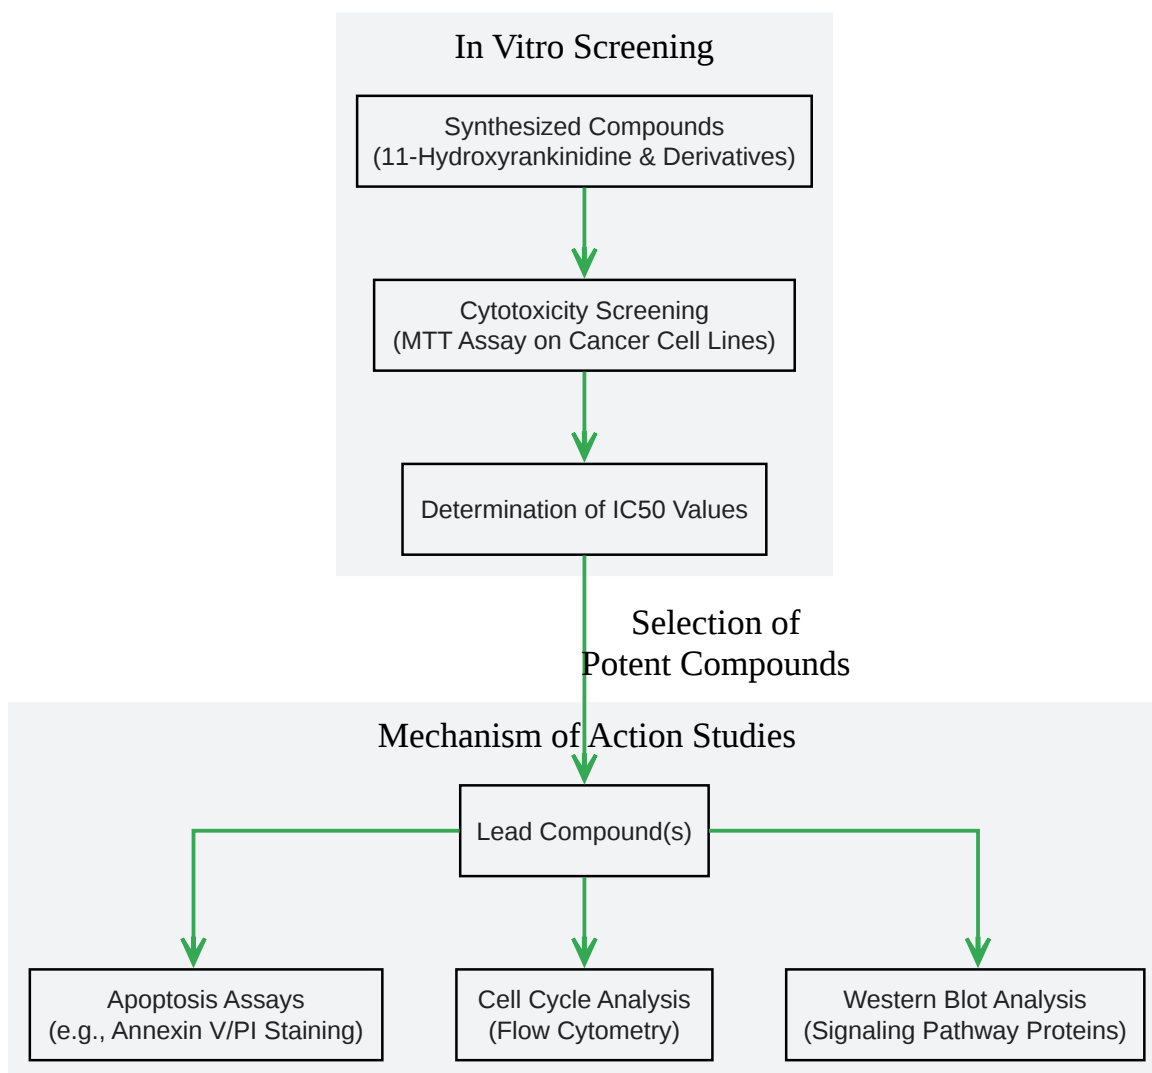 In Vitro Screening
Synthesized Compounds
(11-Hydroxyrankinidine & Derivatives)
Cytotoxicity Screening
(MTT Assay on Cancer Cell Lines)
Determination of IC50 Values
Selection of
Potent Compounds
Mechanism of Action Studies
Lead Compound(s)
Apoptosis Assays
(e.g., Annexin V/PI Staining)
Cell Cycle Analysis
(Flow Cytometry)
Western Blot Analysis
(Signaling Pathway Proteins)